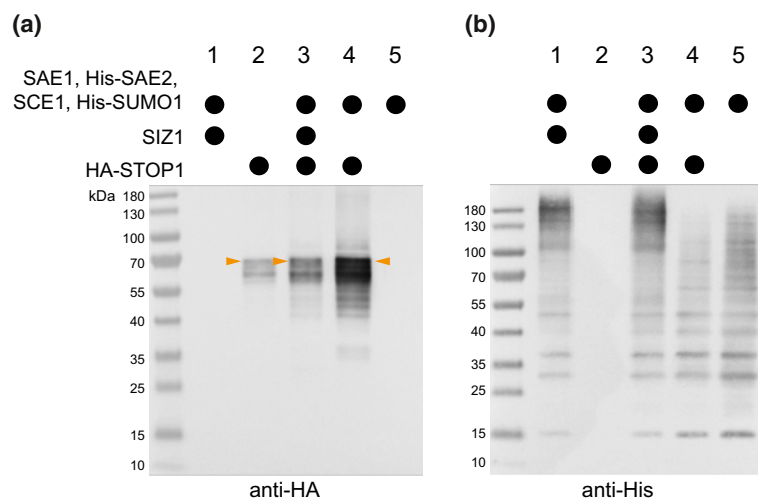 (a)
(b)
1 2 3 4 5
1 2 3 4 5
SAE1, His-SAE2,
SCE1, His-SUMO1
SIZ1
HA-STOP1
kDa
180
130
100
70
55
40
35
25
15
10
180
130
100
70
55
40
35
25
15
10
anti-HA
anti-His